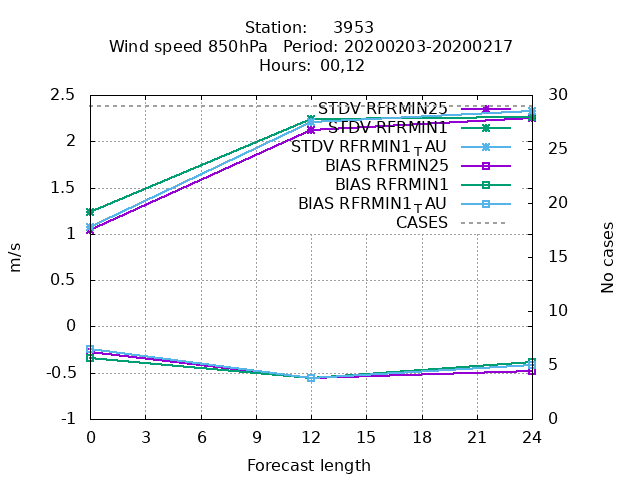 Station: 3953
Wind speed 850hPa Period: 20200203-20200217
Hours: 00,12
2.5
2
1.5
1
0.5
0
-0.5
-1
m/s
30
25
20
15
10
5
0
No cases
STDV RFRMIN25
STDV RFRMIN1
STDV RFRMIN1TAU
BIAS RFRMIN25
BIAS RFRMIN1
BIAS RFRMIN1TAU
CASES
0 3 6 9 12 15 18 21 24
Forecast length